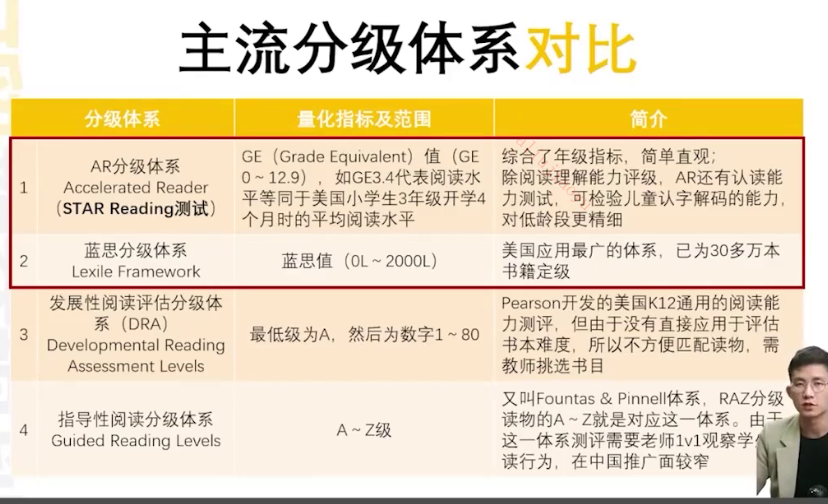 主流分级体系对比
分级体系
量化指标及范围
简介
1
AR分级体系
Accelerated Reader
（STAR Reading测试）
GE（Grade Equivalent）值（GE
0～12.9），如GE3.4代表阅读水
平等同于美国小学生3年级开学4
个月时的平均阅读水平
综合了年级指标，简单直观；
除阅读理解能力评级，AR还有认读能
力测试，可检验儿童认字解码的能力，
对低龄段更精细
2
蓝思分级体系
Lexile Framework
蓝思值（0L～2000L）
美国应用最广的体系，已为30多万本
书籍定级
3
发展性阅读评估分级体
系（DRA）
Developmental Reading
Assessment Levels
最低级为A，然后为数字1～80
Pearson开发的美国K12通用的阅读能
力测评，但由于没有直接应用于评估
书本难度，所以不方便匹配读物，需
教师挑选书目
4
指导性阅读分级体系
Guided Reading Levels
A～Z级
又叫Fountas & Pinnell体系，RAZ分级
读物的A～Z就是对应这一体系。由于
这一体系测评需要老师1v1观察学
读行为，在中国推广面较窄